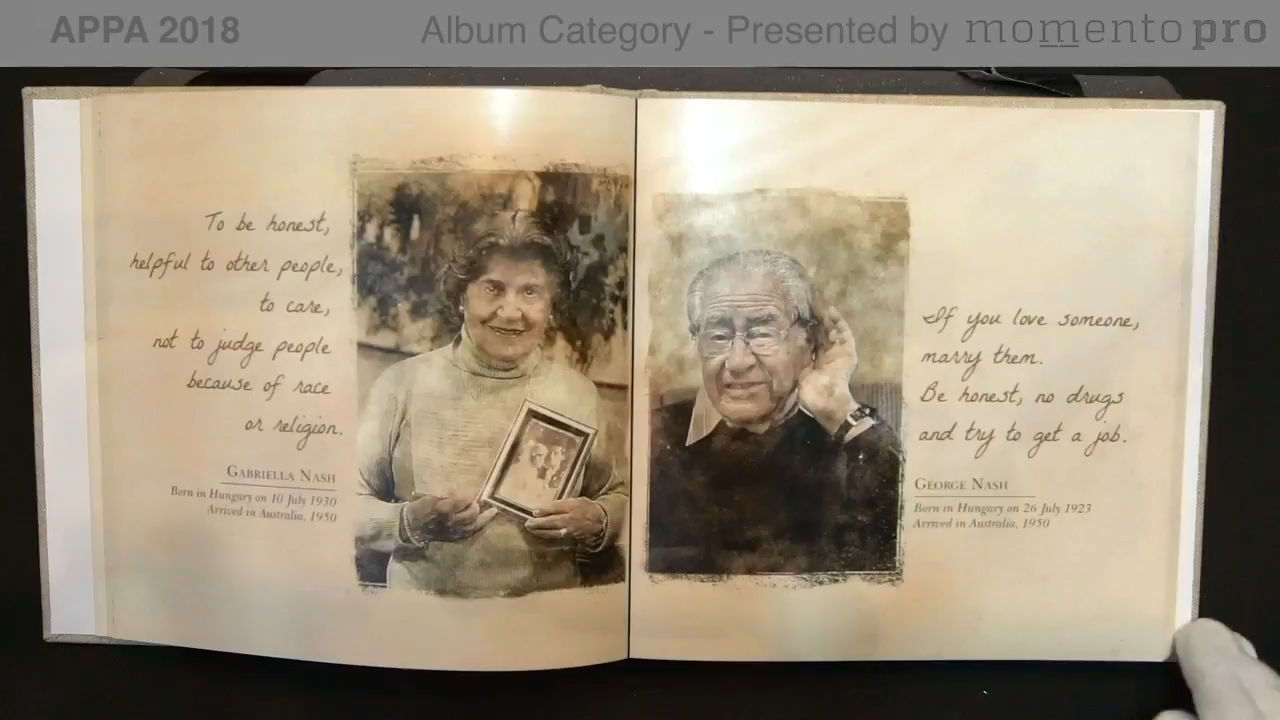 APPA 2018
Album Category - Presented by momento pro
To be honest,
helpful to other people,
to care,
not to judge people
because of race
or religion.
GABRIELLA NASH
Born in Hungary on 10 July 1930
Arrived in Australia, 1950
If you love someone,
marry them.
Be honest, no drugs
and try to get a job.
GEORGE NASH
Born in Hungary on 26 July 1923
Arrived in Australia, 1950